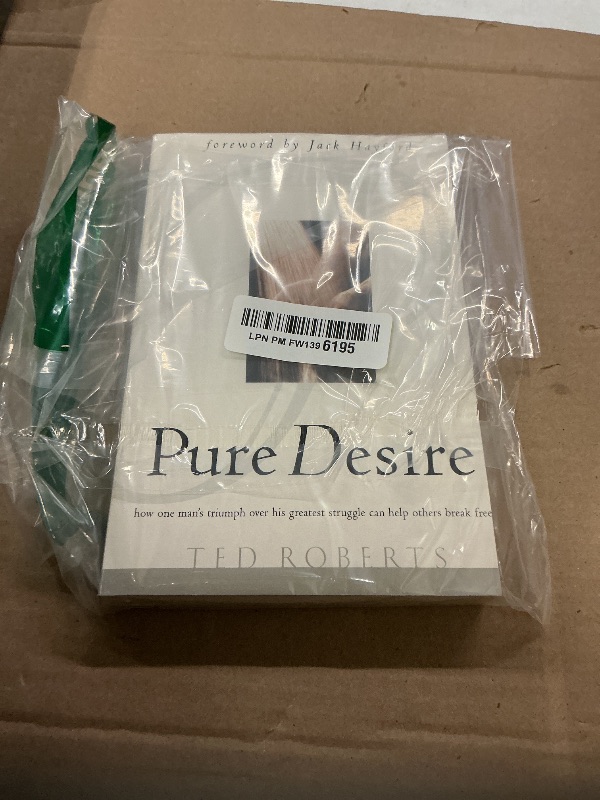 foreword by Jack Hayford
LPN PM FW139 6195
Pure Desire
how one man's triumph over his greatest struggle can help others break free
TED ROBERTS